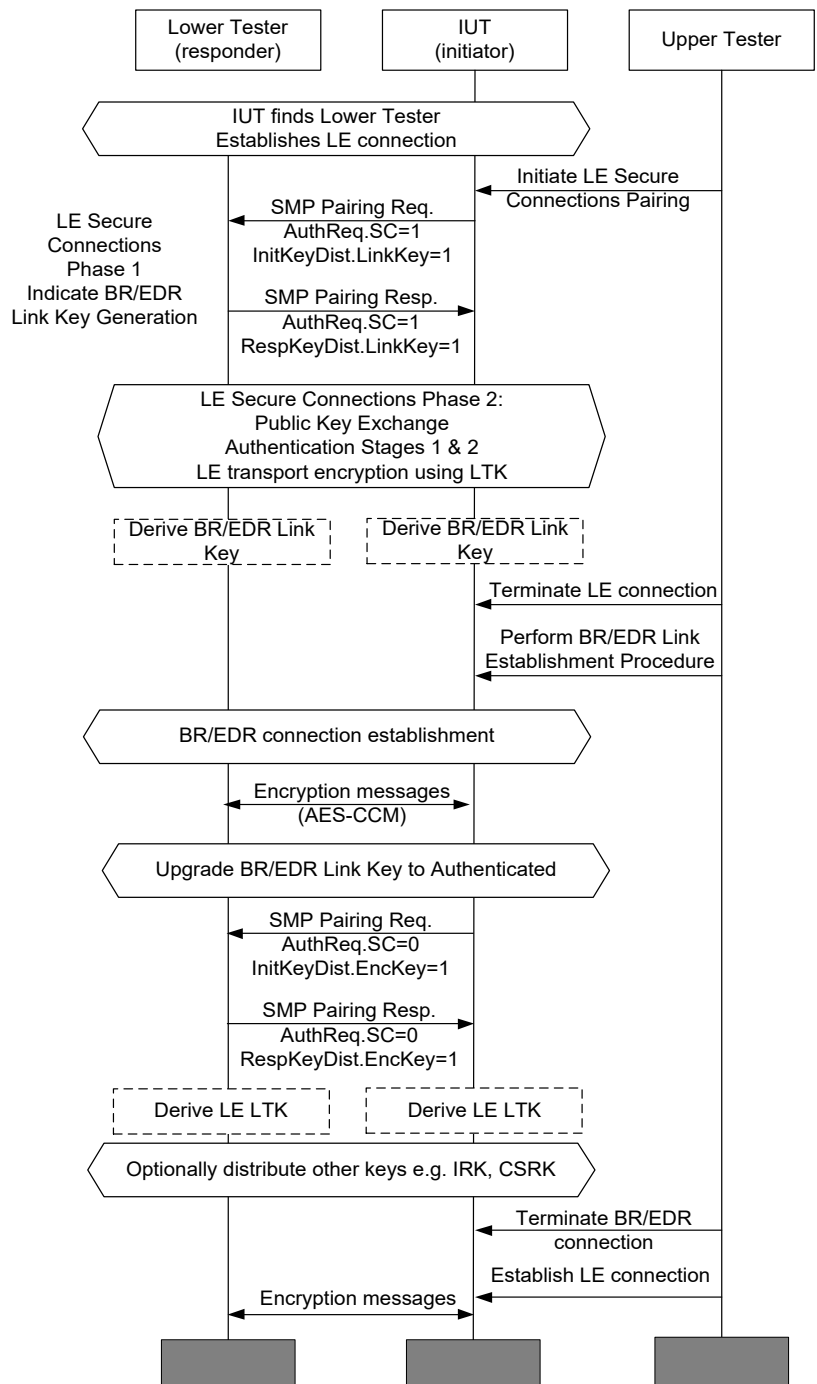 Lower Tester
(responder)
IUT
(initiator)
Upper Tester
IUT finds Lower Tester
Establishes LE connection
Initiate LE Secure
Connections Pairing
LE Secure
Connections
Phase 1
Indicate BR/EDR
Link Key Generation
SMP Pairing Req.
AuthReq.SC=1
InitKeyDist.LinkKey=1
SMP Pairing Resp.
AuthReq.SC=1
RespKeyDist.LinkKey=1
LE Secure Connections Phase 2:
Public Key Exchange
Authentication Stages 1 & 2
LE transport encryption using LTK
Derive BR/EDR Link
Key
Derive BR/EDR Link
Key
Terminate LE connection
Perform BR/EDR Link
Establishment Procedure
BR/EDR connection establishment
Encryption messages
(AES-CCM)
Upgrade BR/EDR Link Key to Authenticated
SMP Pairing Req.
AuthReq.SC=0
InitKeyDist.EncKey=1
SMP Pairing Resp.
AuthReq.SC=0
RespKeyDist.EncKey=1
Derive LE LTK
Derive LE LTK
Optionally distribute other keys e.g. IRK, CSRK
Terminate BR/EDR
connection
Establish LE connection
Encryption messages